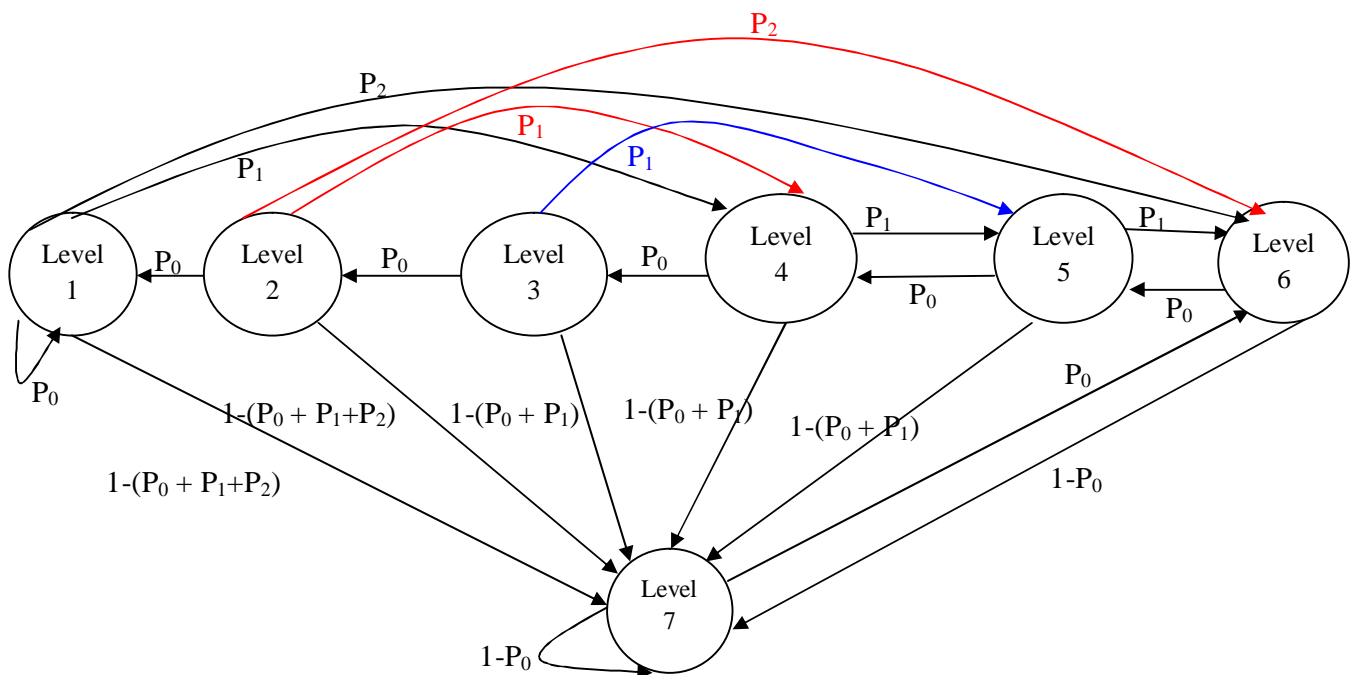 P₂
P₂
P₁
P₁
P₁
Level
1
P₀
Level
2
P₀
Level
3
P₀
Level
4
P₁
P₀
Level
5
P₁
P₀
Level
6
P₀
1-(P₀ + P₁+P₂)
1-(P₀ + P₁)
1-(P₀ + P₁)
1-(P₀ + P₁)
P₀
1-(P₀ + P₁+P₂)
1-P₀
Level
7
1-P₀